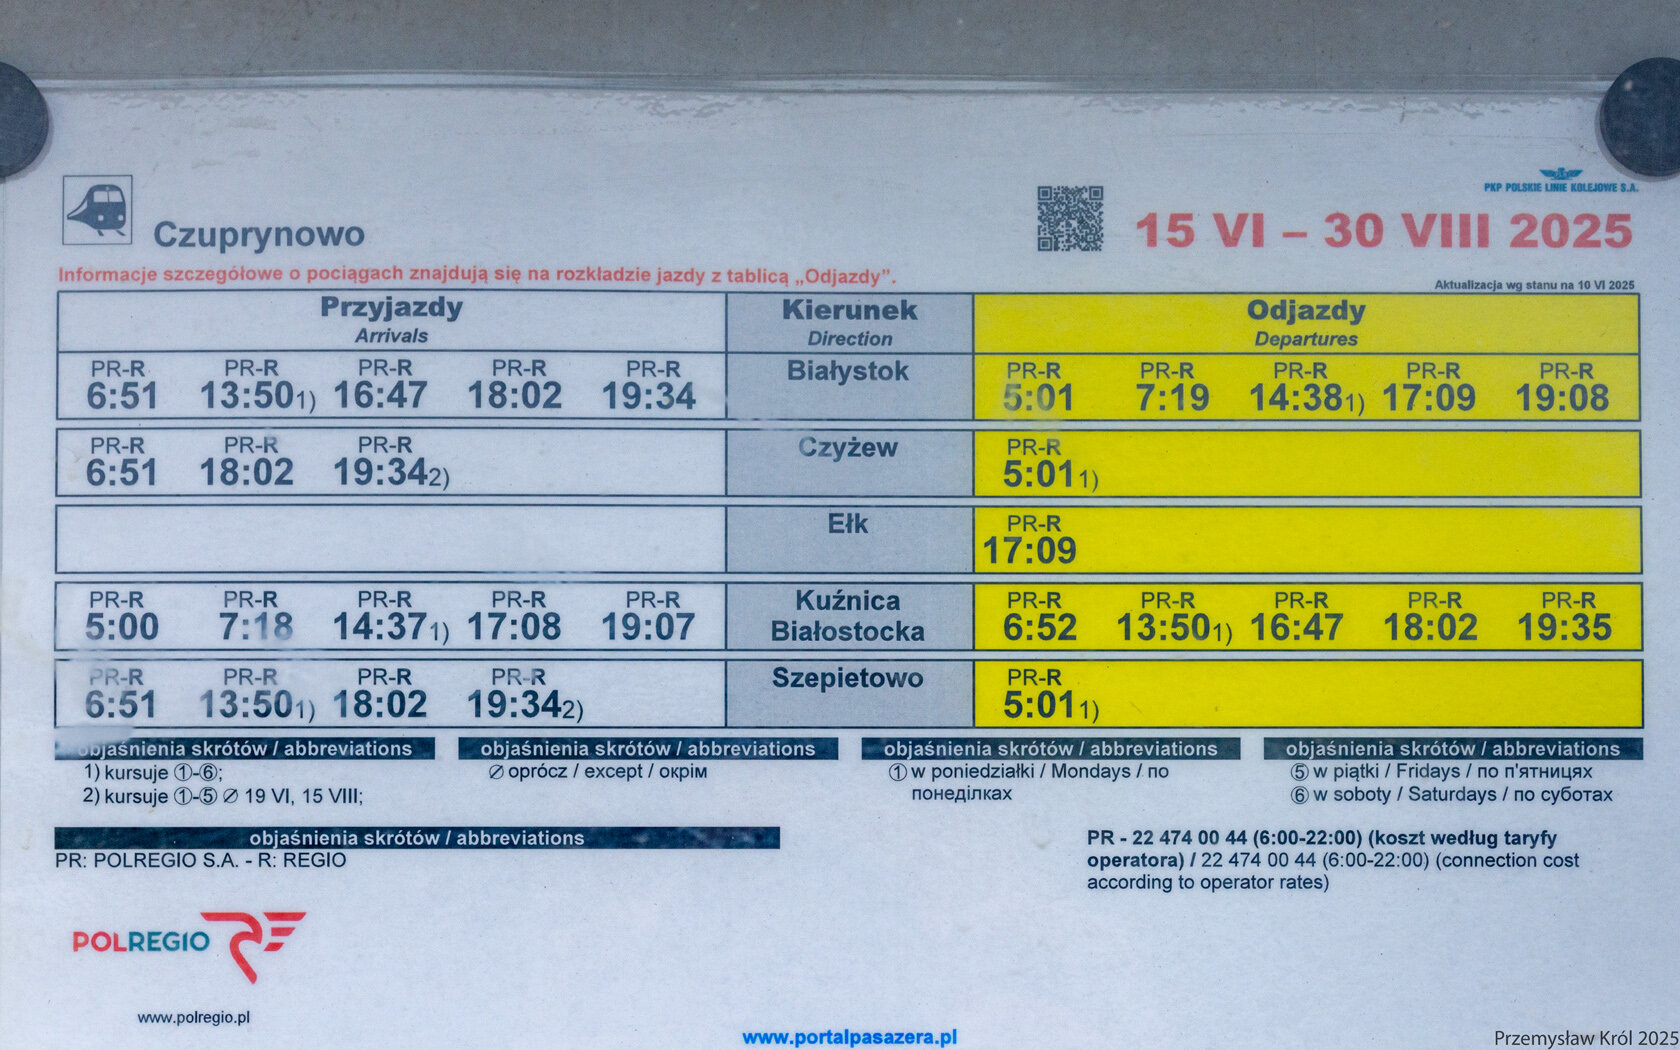 PKP POLSKIE LINIE KOLEJOWE S.A.
Czuprynowo
15 VI – 30 VIII 2025
Informacje szczegółowe o pociągach znajdują się na rozkładzie jazdy z tablicą „Odjazdy”.
Aktualizacja wg stanu na 10 VI 2025
Przyjazdy Kierunek Odjazdy
Arrivals Direction Departures
PR-R PR-R PR-R PR-R PR-R Białystok PR-R PR-R PR-R PR-R PR-R
6:51 13:50 1) 16:47 18:02 19:34 5:01 7:19 14:38 1) 17:09 19:08
PR-R PR-R PR-R Czyżew PR-R
6:51 18:02 19:34 2) 5:01 1)
Ełk PR-R
17:09
PR-R PR-R PR-R PR-R PR-R Kuźnica PR-R PR-R PR-R PR-R PR-R
5:00 7:18 14:37 1) 17:08 19:07 Białostocka 6:52 13:50 1) 16:47 18:02 19:35
PR-R PR-R PR-R PR-R Szepietowo PR-R
6:51 13:50 1) 18:02 19:34 2) 5:01 1)
objaśnienia skrótów / abbreviations objaśnienia skrótów / abbreviations objaśnienia skrótów / abbreviations objaśnienia skrótów / abbreviations
1) kursuje ①-⑥; ∅ oprócz / except / окрім ① w poniedziałki / Mondays / по ⑤ w piątki / Fridays / по п'ятницях
2) kursuje ①-⑤ ∅ 19 VI, 15 VIII; понеділках ⑥ w soboty / Saturdays / по суботах
objaśnienia skrótów / abbreviations
PR: POLREGIO S.A. - R: REGIO
PR - 22 474 00 44 (6:00-22:00) (koszt według taryfy
operatora) / 22 474 00 44 (6:00-22:00) (connection cost
according to operator rates)
POLREGIO
www.polregio.pl
www.portalpasazera.pl
Przemysław Król 2025